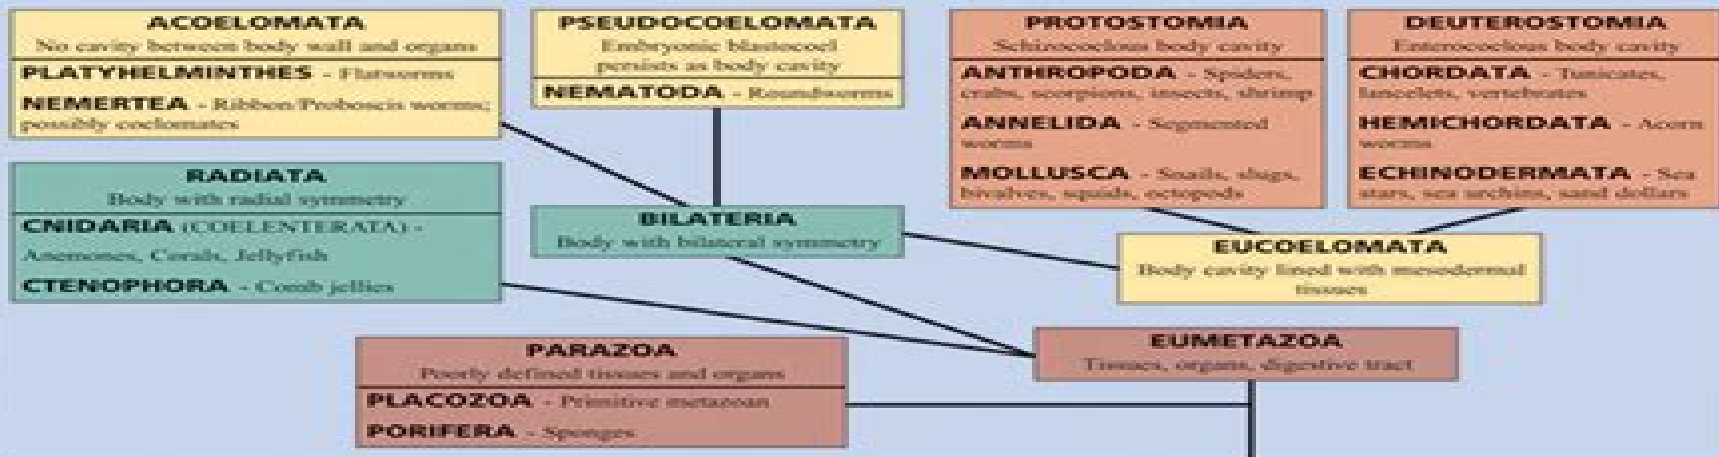 ACOELOMATA
No cavity between body wall and organs
PLATYHELMINTHES - Flatworms
NEMERTEA - Ribbon/Proboscis worms;
possibly coelomates
PSEUDOCOELOMATA
Embryonic blastocoel
persists as body cavity
NEMATODA - Roundworms
PROTOSTOMIA
Schizocoelous body cavity
ANTHROPODA - Spiders,
crabs, scorpions, insects, shrimp
ANNELIDA - Segmented
worms
MOLLUSCA - Snails, slugs,
bivalves, squids, octopods
DEUTEROSTOMIA
Enterocoelous body cavity
CHORDATA - Tunicates,
lancelets, vertebrates
HEMICHORDATA - Acorn
worms
ECHINODERMATA - Sea
stars, sea urchins, sand dollars
RADIATA
Body with radial symmetry
CNIDARIA (COELENTERATA) -
Anemones, Corals, Jellyfish
CTENOPHORA - Comb jellies
BILATERIA
Body with bilateral symmetry
EUCOELOMATA
Body cavity lined with mesodermal
tissues
EUMETAZOA
Tissues, organs, digestive tract
PARAZOA
Poorly defined tissues and organs
PLACOZOA - Primitive metazoan
PORIFERA - Sponges